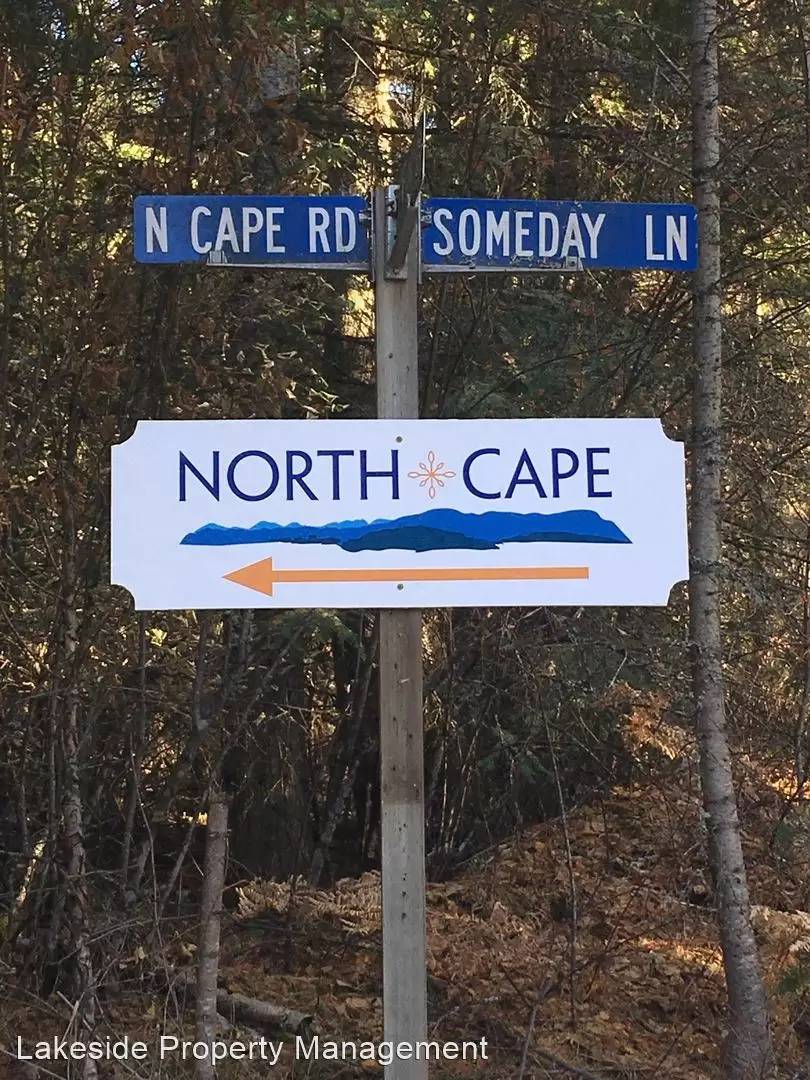 N CAPE RD SOMEDAY LN
NORTH CAPE
Lakeside Property Management